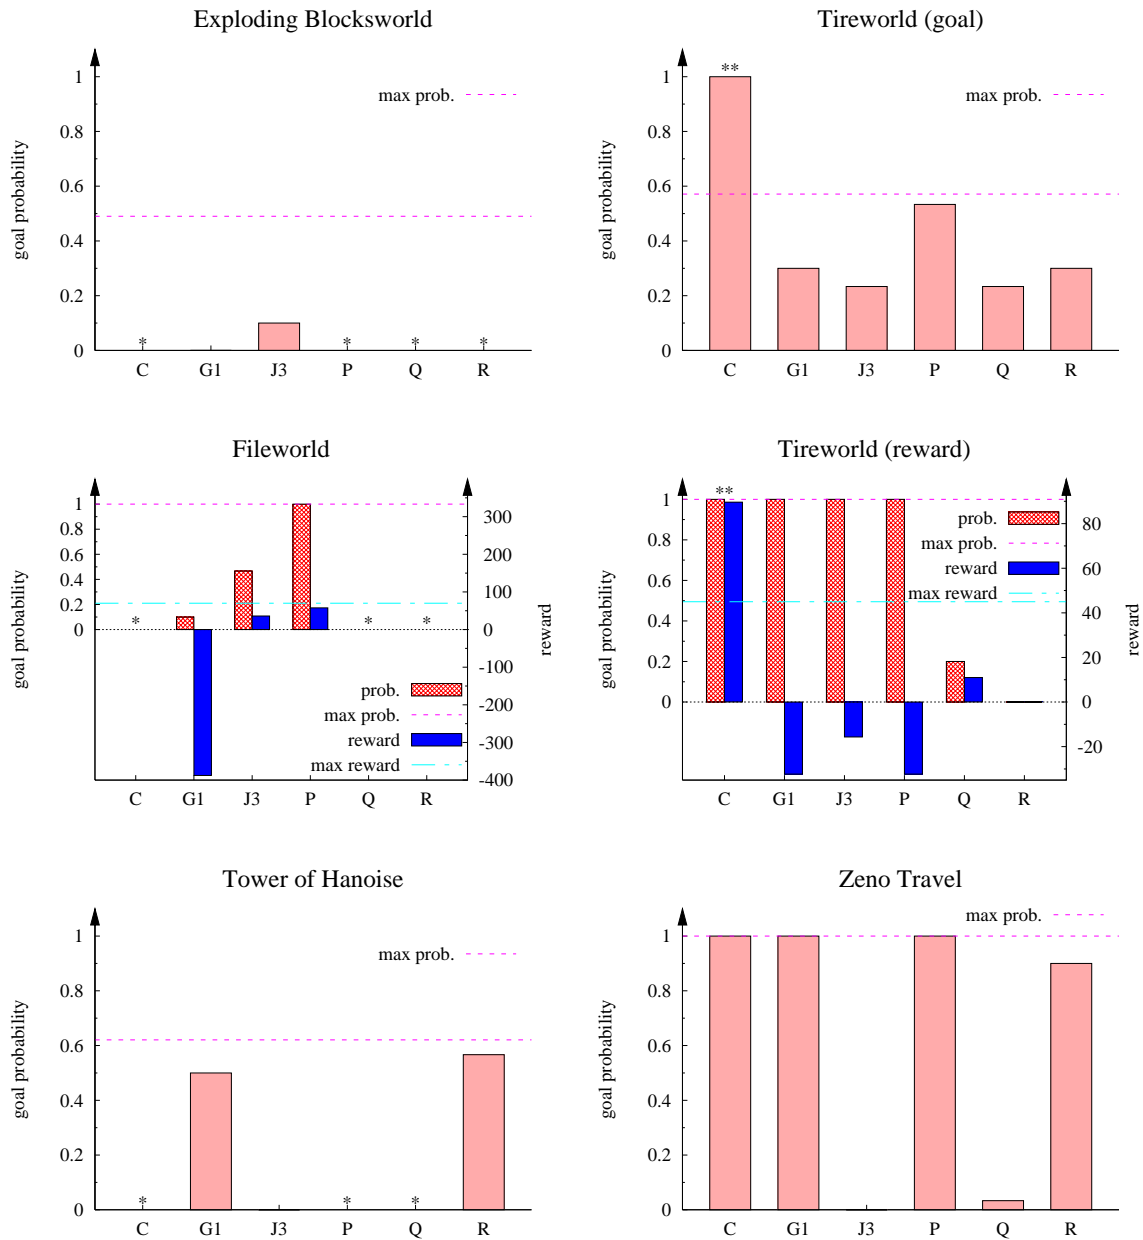 Exploding Blocksworld
1
0.8
0.6
0.4
0.2
0
goal probability
max prob.
* * * *
C G1 J3 P Q R
Tireworld (goal)
1
0.8
0.6
0.4
0.2
0
goal probability
**
max prob.
C G1 J3 P Q R
Fileworld
1
0.8
0.6
0.4
0.2
0
goal probability
300
200
100
0
-100
-200
-300
-400
reward
* * *
prob.
max prob.
reward
max reward
C G1 J3 P Q R
Tireworld (reward)
1
0.8
0.6
0.4
0.2
0
goal probability
80
60
40
20
0
-20
reward
**
prob.
max prob.
reward
max reward
C G1 J3 P Q R
Tower of Hanoise
1
0.8
0.6
0.4
0.2
0
goal probability
max prob.
* * *
C G1 J3 P Q R
Zeno Travel
1
0.8
0.6
0.4
0.2
0
goal probability
max prob.
C G1 J3 P Q R